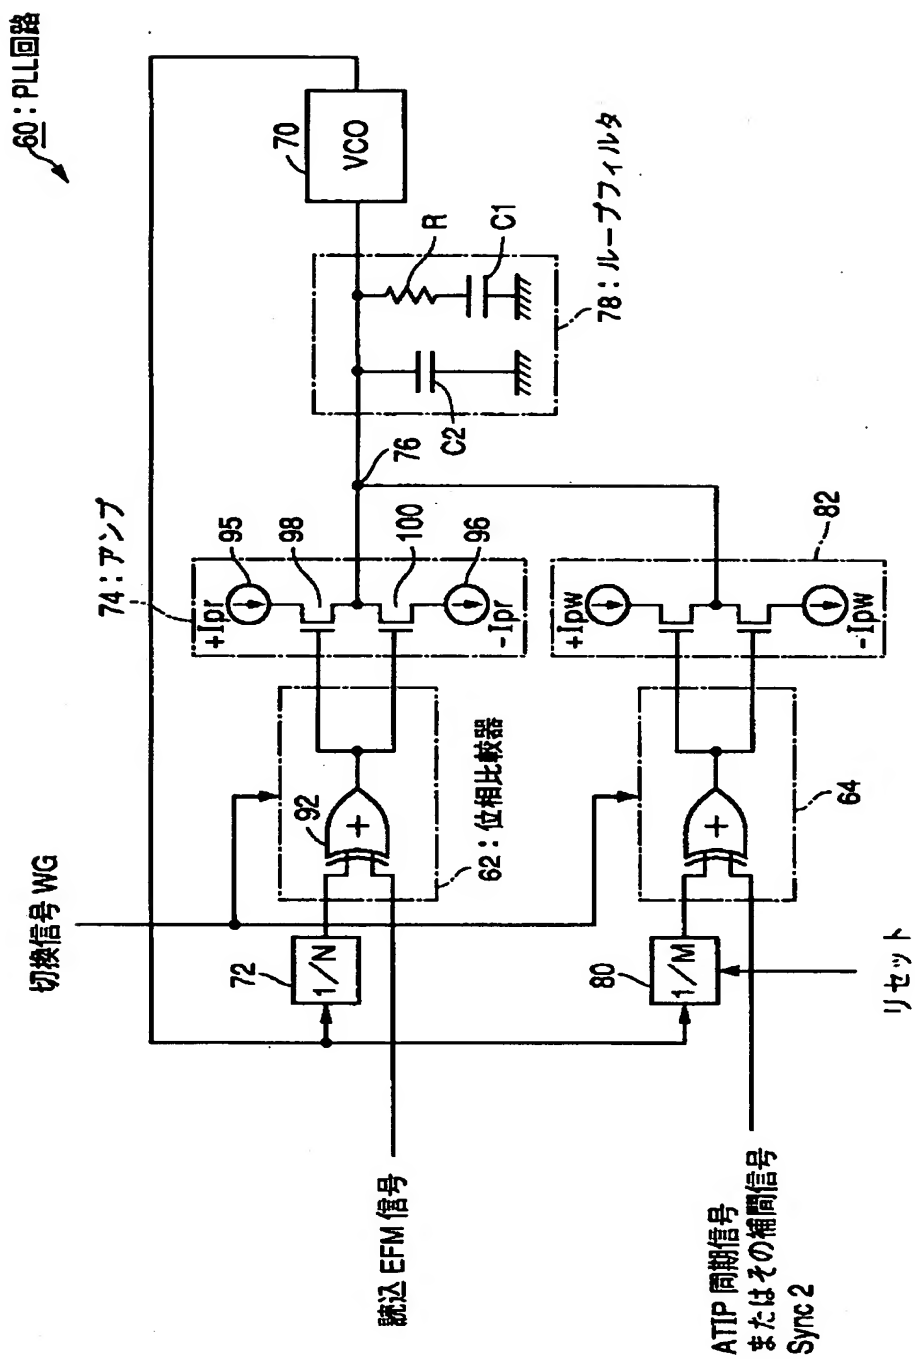 60：PLL回路
切換信号 WG
74：アンプ
95
+Ipr
98
100
96
-Ipr
76
C2
R
C1
78：ループフィルタ
70
VCO
72
1/N
92
62：位相比較器
読込 EFM 信号
80
1/M
64
+Ipw
-Ipw
82
リセット
ATIP 同期信号
またはその補間信号
Sync 2